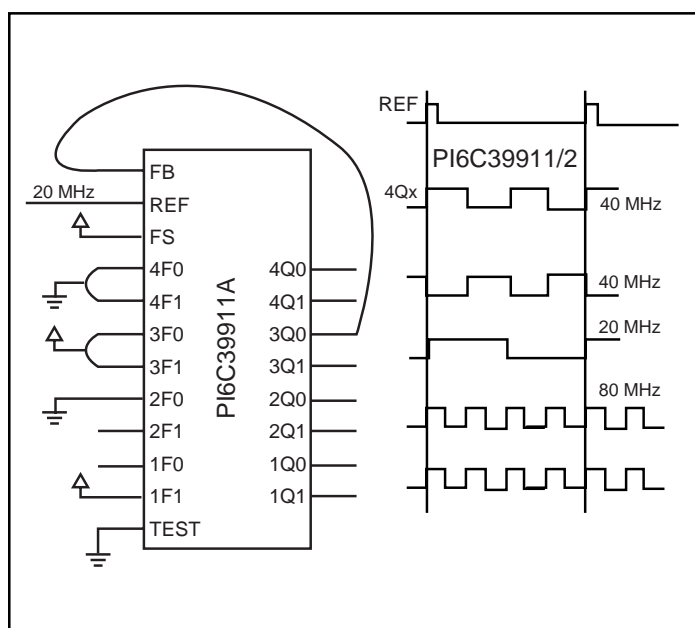 20 MHz
FB
REF
FS
4F0
4F1
3F0
3F1
2F0
2F1
1F0
1F1
TEST
PI6C39911A
4Q0
4Q1
3Q0
3Q1
2Q0
2Q1
1Q0
1Q1
REF
PI6C39911/2
4Qx
40 MHz
40 MHz
20 MHz
80 MHz